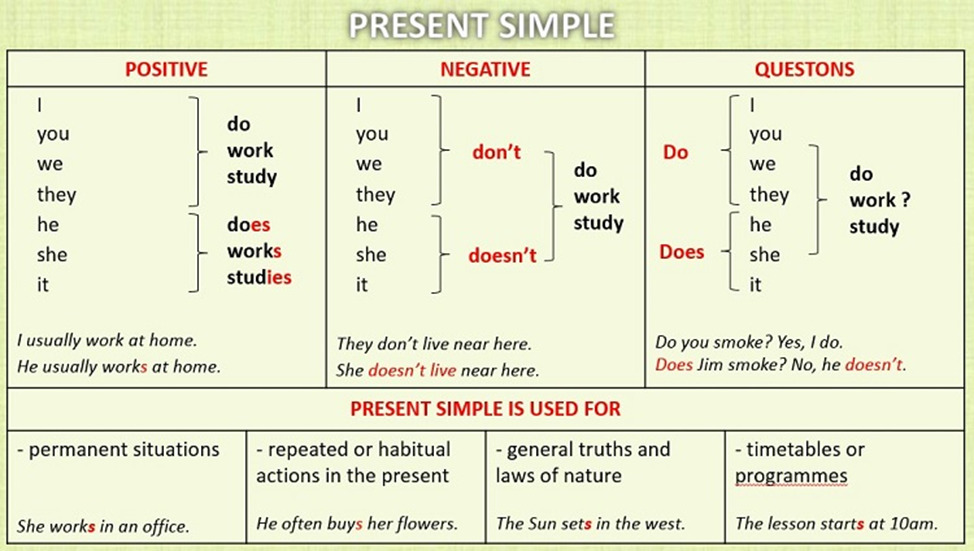 PRESENT SIMPLE
POSITIVE
I
you
we
they
he
she
it
do
work
study
does
works
studies
I usually work at home.
He usually works at home.
NEGATIVE
I
you
we
they
he
she
it
don't
doesn't
do
work
study
They don't live near here.
She doesn't live near here.
QUESTONS
Do
Does
I
you
we
they
he
she
it
do
work ?
study
Do you smoke? Yes, I do.
Does Jim smoke? No, he doesn't.
PRESENT SIMPLE IS USED FOR
- permanent situations
She works in an office.
- repeated or habitual
actions in the present
He often buys her flowers.
- general truths and
laws of nature
The Sun sets in the west.
- timetables or
programmes
The lesson starts at 10am.